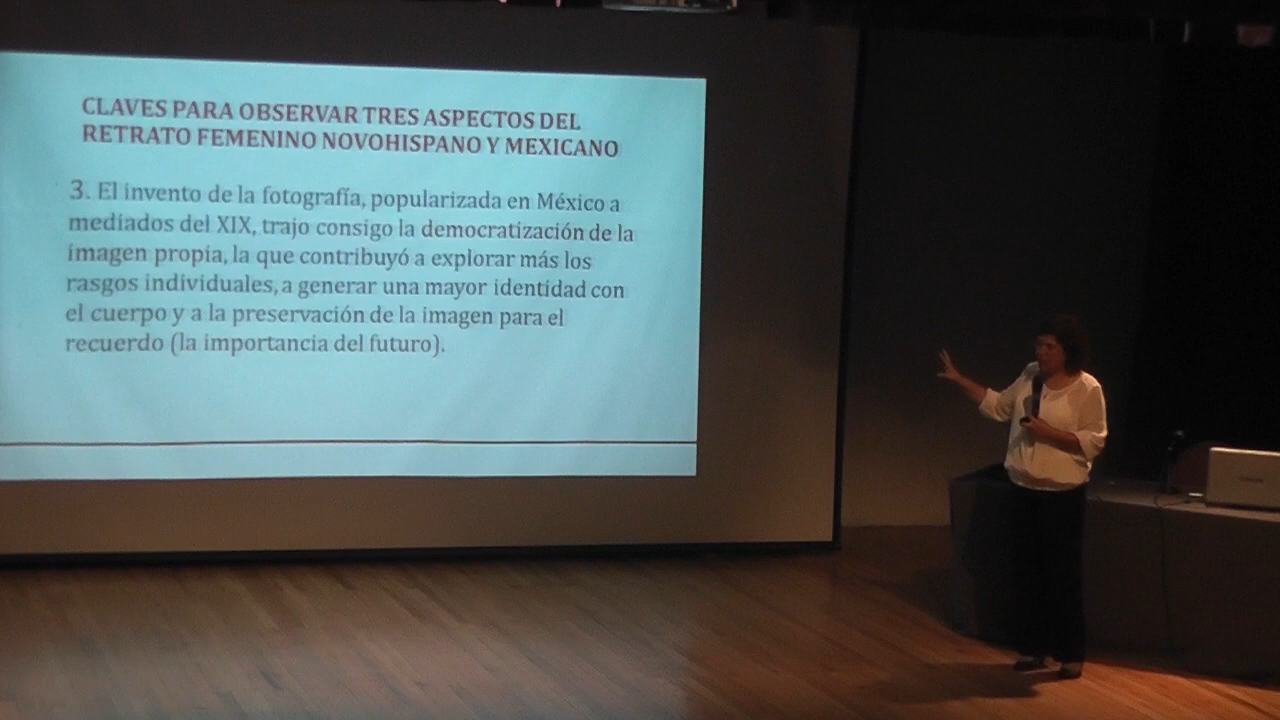 CLAVES PARA OBSERVAR TRES ASPECTOS DEL
RETRATO FEMENINO NOVOHISPANO Y MEXICANO
3. El invento de la fotografía, popularizada en México a
mediados del XIX, trajo consigo la democratización de la
imagen propia, la que contribuyó a explorar más los
rasgos individuales, a generar una mayor identidad con
el cuerpo y a la preservación de la imagen para el
recuerdo (la importancia del futuro).